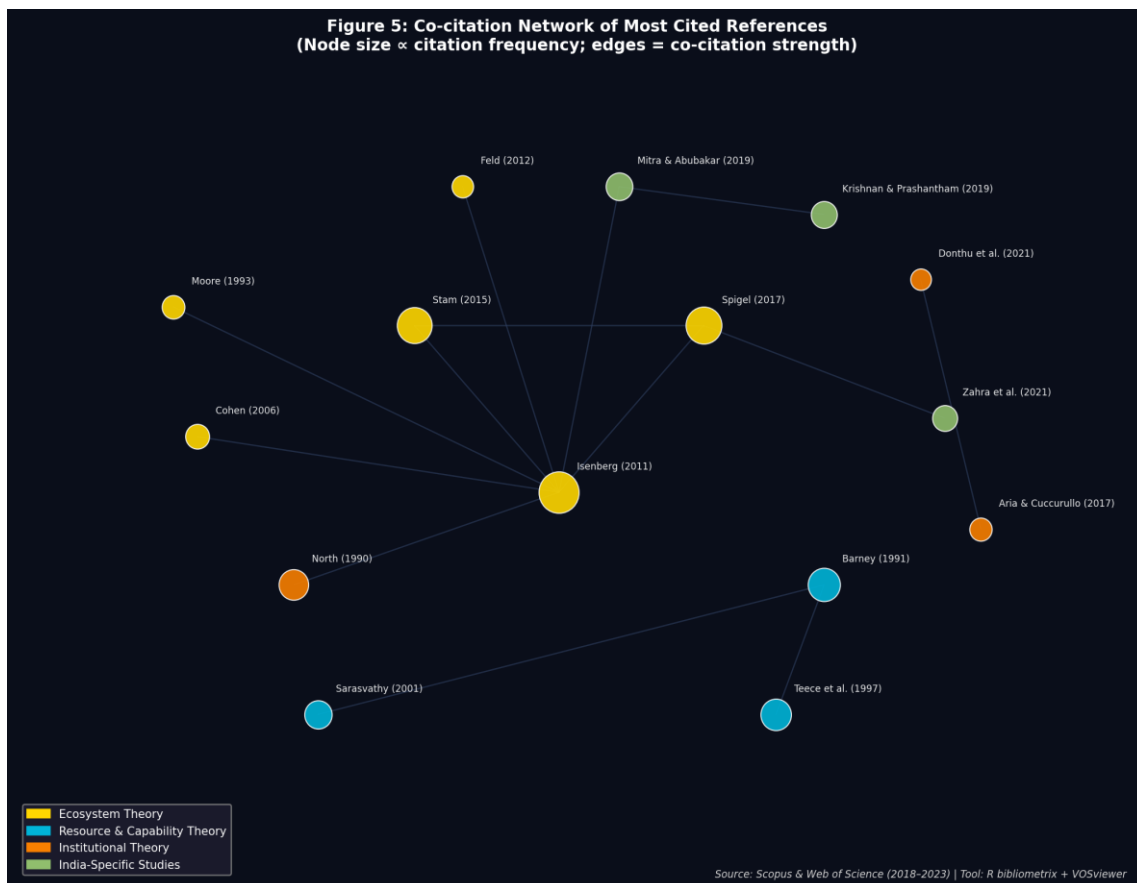 Figure 5: Co-citation Network of Most Cited References
(Node size ∝ citation frequency; edges = co-citation strength)
Feld (2012)
Mitra & Abubakar (2019)
Krishnan & Prashantham (2019)
Donthu et al. (2021)
Moore (1993)
Stam (2015)
Spigel (2017)
Zahra et al. (2021)
Cohen (2006)
Isenberg (2011)
Aria & Cuccurullo (2017)
North (1990)
Barney (1991)
Sarasvathy (2001)
Teece et al. (1997)
Ecosystem Theory
Resource & Capability Theory
Institutional Theory
India-Specific Studies
Source: Scopus & Web of Science (2018–2023) | Tool: R bibliometrix + VOSviewer